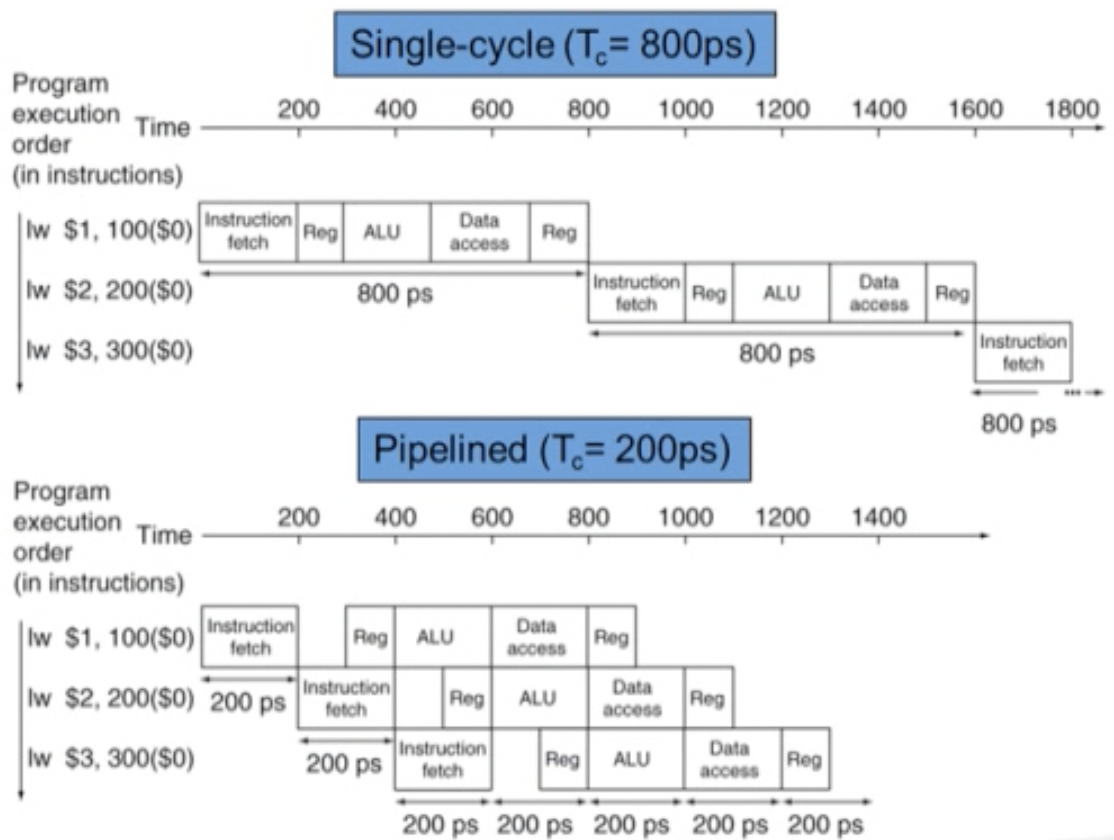 Single-cycle (Tc= 800ps)
Program
execution
order
(in instructions)
Time
200 400 600 800 1000 1200 1400 1600 1800
lw $1, 100($0)
Instruction fetch Reg ALU Data access Reg
800 ps
lw $2, 200($0)
Instruction fetch Reg ALU Data access Reg
800 ps
lw $3, 300($0)
Instruction fetch
...
800 ps
Pipelined (Tc= 200ps)
Program
execution
order
(in instructions)
Time
200 400 600 800 1000 1200 1400
lw $1, 100($0)
Instruction fetch Reg ALU Data access Reg
200 ps
lw $2, 200($0)
Instruction fetch Reg ALU Data access Reg
200 ps
lw $3, 300($0)
Instruction fetch Reg ALU Data access Reg
200 ps 200 ps 200 ps 200 ps 200 ps